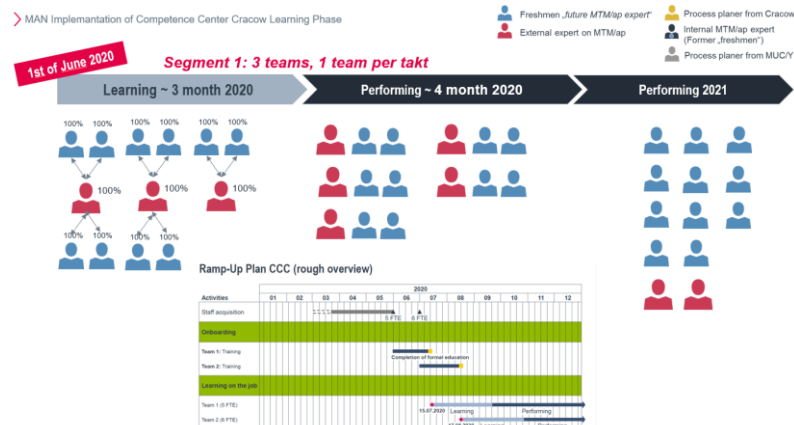 MAN Implemantation of Competence Center Cracow Learning Phase
Freshmen „future MTM/ap expert“
External expert on MTM/ap
Process planer from Cracow
Internal MTM/ap expert
(Former „freshmen“)
Process planer from MUC/Y
1st of June 2020
Segment 1: 3 teams, 1 team per takt
Learning ~ 3 month 2020
Performing ~ 4 month 2020
Performing 2021
100% 100% 100% 100% 100% 100%
100% 100% 100%
100% 100% 100% 100%
Ramp-Up Plan CCC (rough overview)
2020
Activities 01 02 03 04 05 06 07 08 09 10 11 12
Staff acquisition
5 FTE 6 FTE
Onboarding
Team 1: Training
Completion of formal education
Team 2: Training
Learning on the job
Team 1 (5 FTE)
15.07.2020 Learning Performing
Team 2 (6 FTE)
Learning Performing